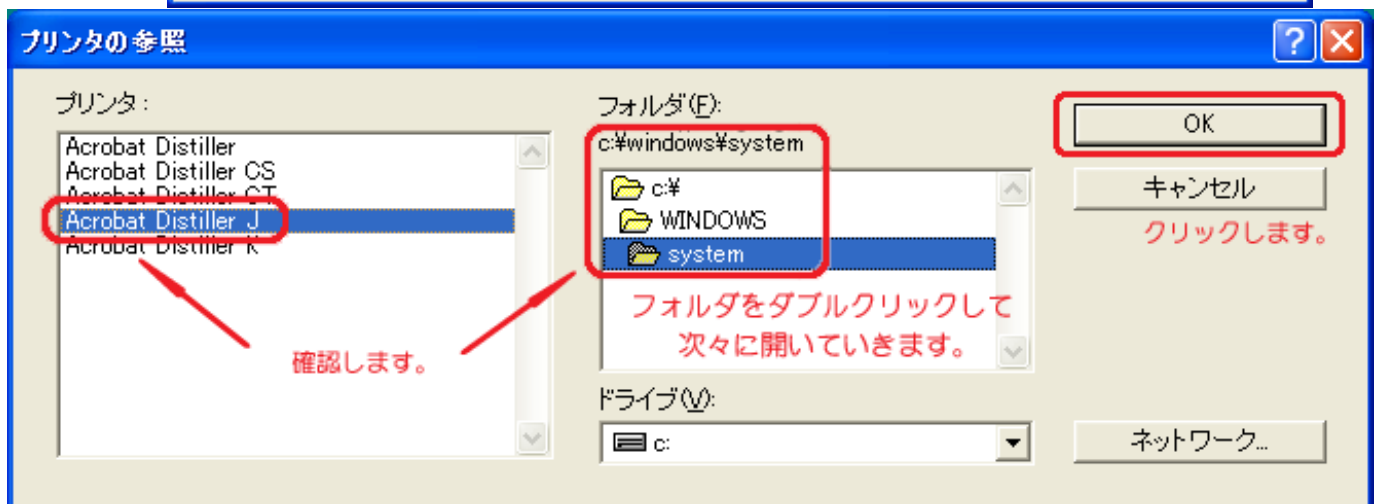 プリンタの参照
プリンタ:
Acrobat Distiller
Acrobat Distiller CS
Acrobat Distiller CT
Acrobat Distiller J
Acrobat Distiller K
確認します。
フォルダ(F):
c:¥windows¥system
c:¥
WINDOWS
system
フォルダをダブルクリックして
次々に開いていきます。
ドライブ(V):
c:
OK
キャンセル
クリックします。
ネットワーク...